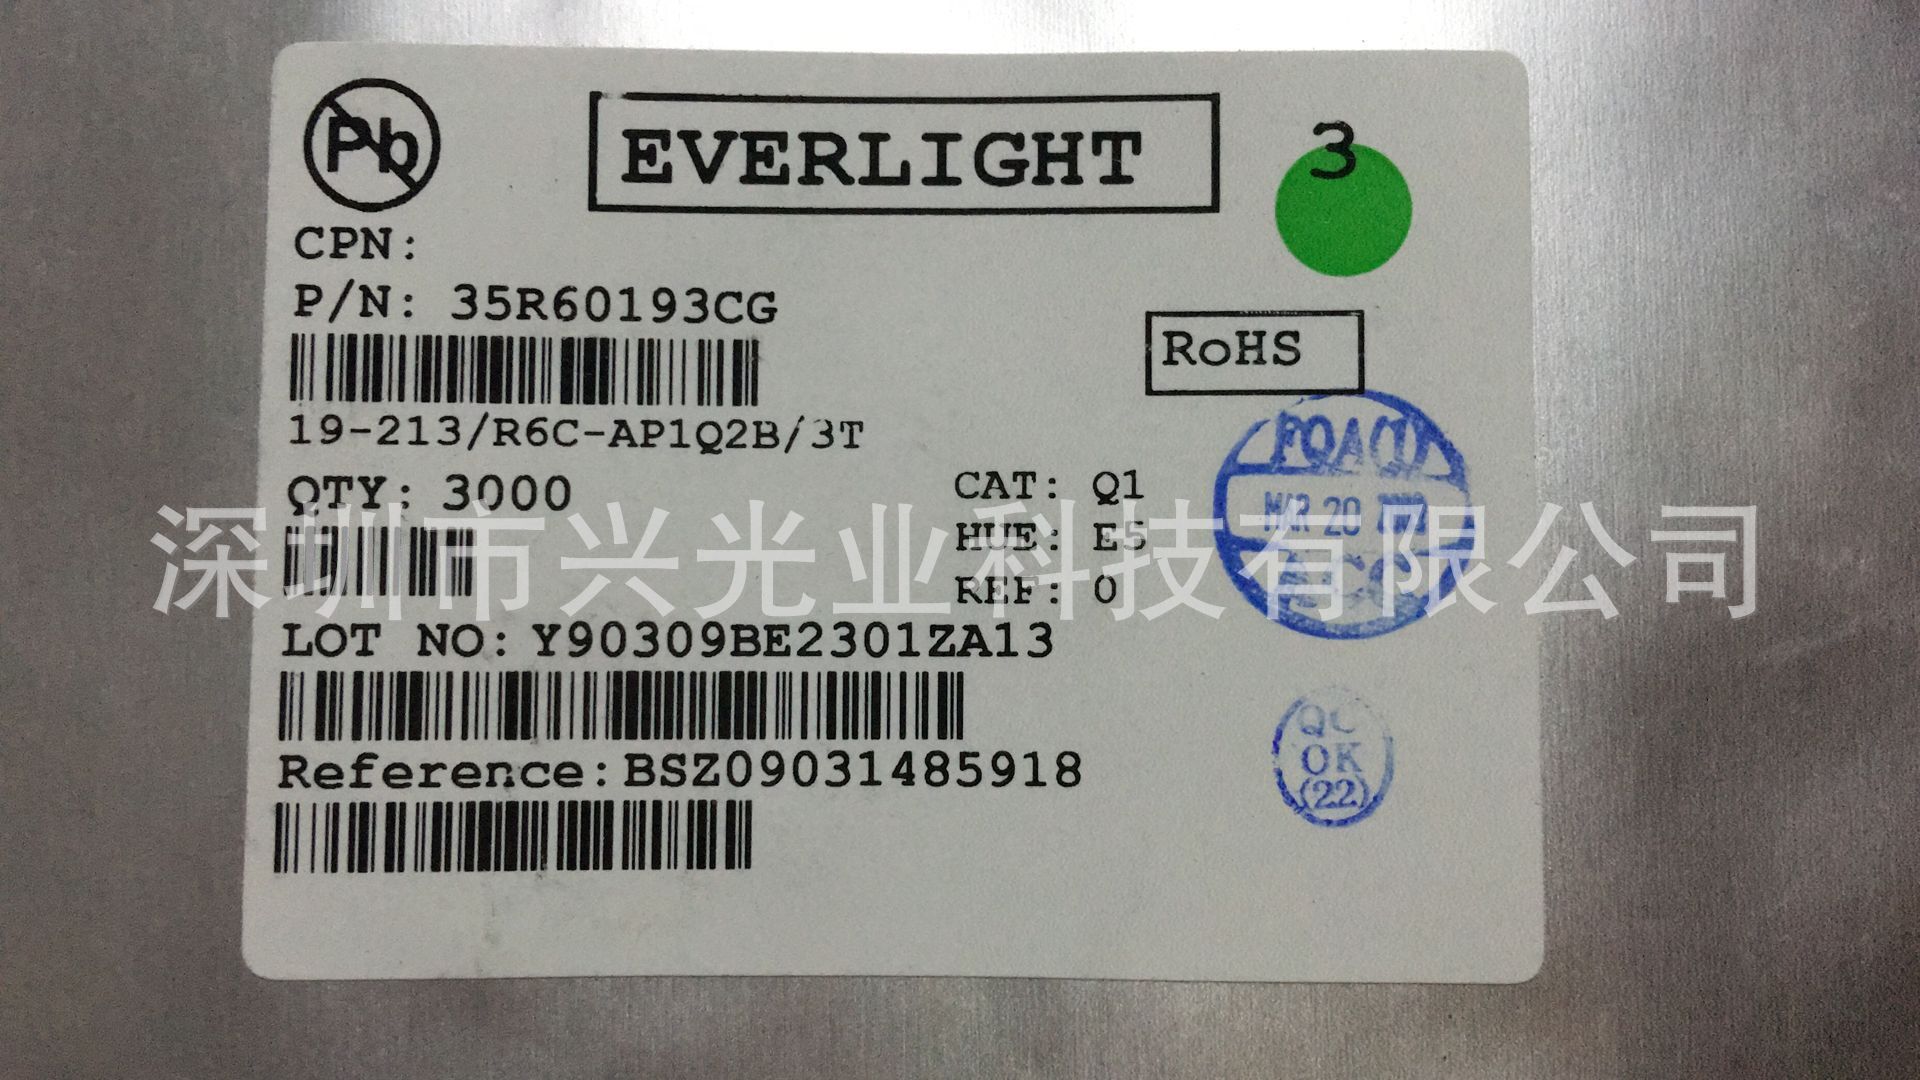 Pb
EVERLIGHT
3
CPN:
P/N: 35R60193CG
RoHS
19-213/R6C-AP1Q2B/3T
QTY: 3000
CAT: Q1
HUE: E5
REF: 0
MAR 20
深圳市兴光业科技有限公司
LOT NO: Y90309BE2301ZA13
Reference: BSZ09031485918
QC
OK
(22)